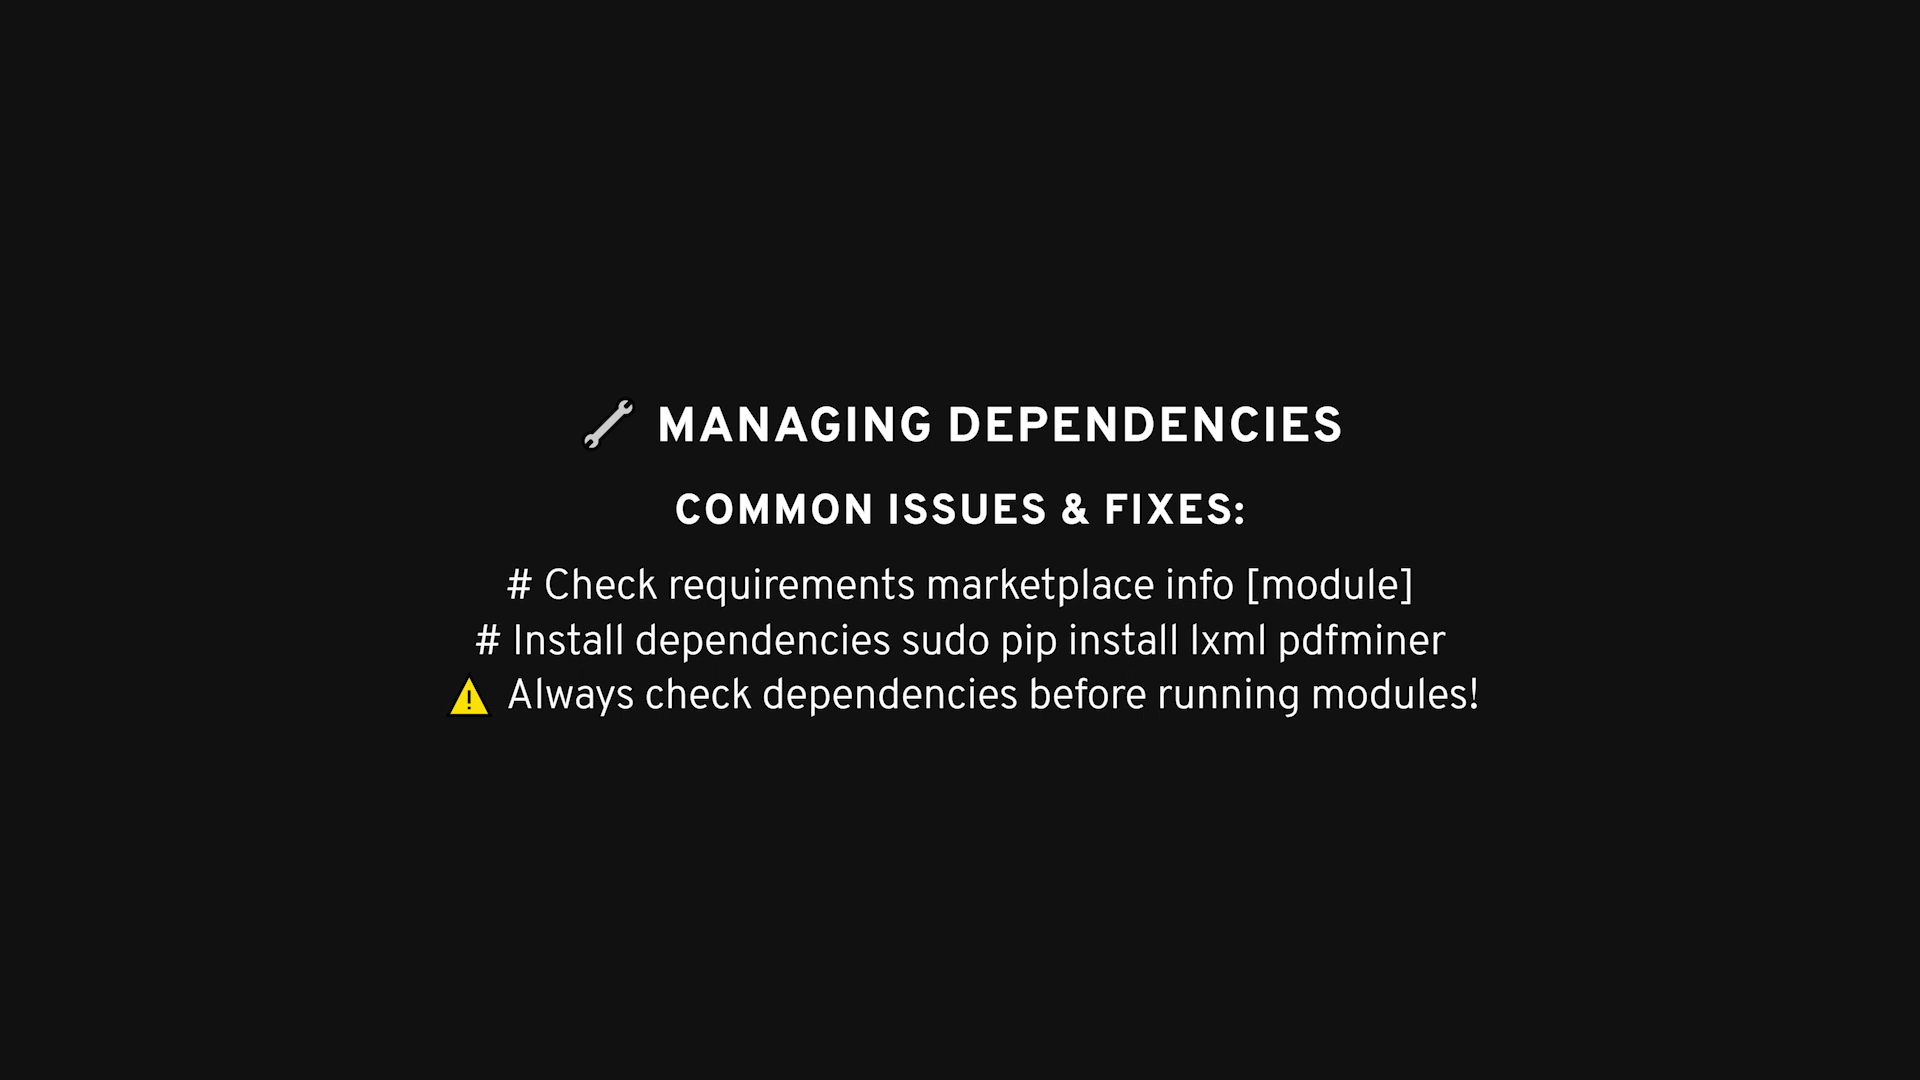 🔧 MANAGING DEPENDENCIES
COMMON ISSUES & FIXES:
# Check requirements marketplace info [module]
# Install dependencies sudo pip install lxml pdfminer
⚠️ Always check dependencies before running modules!